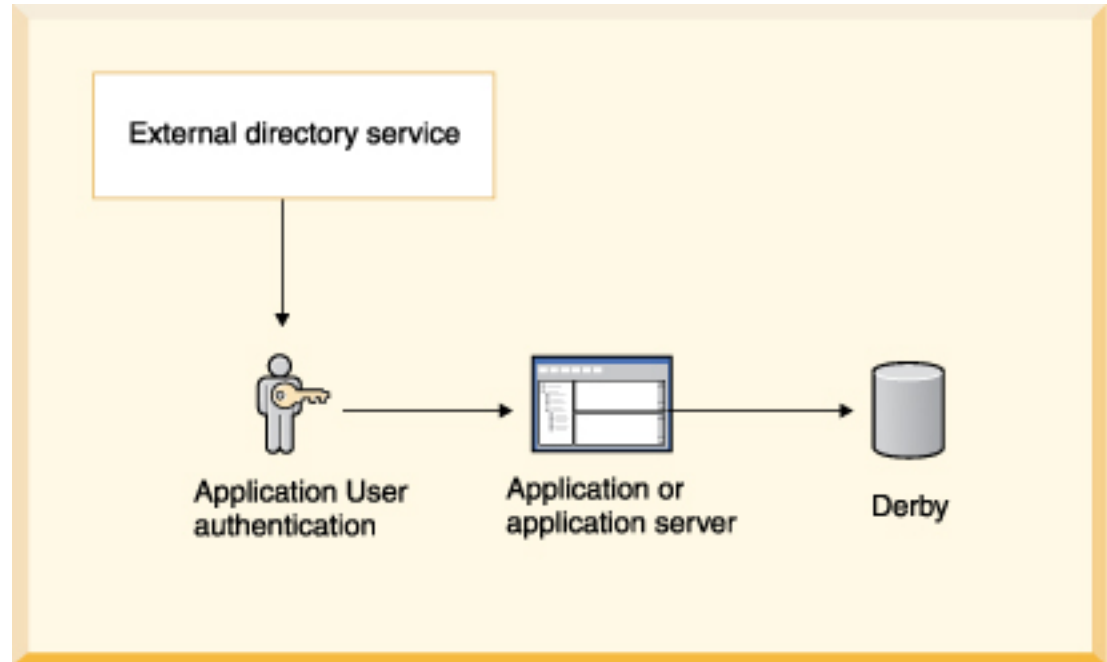 External directory service
Application User
authentication
Application or
application server
Derby